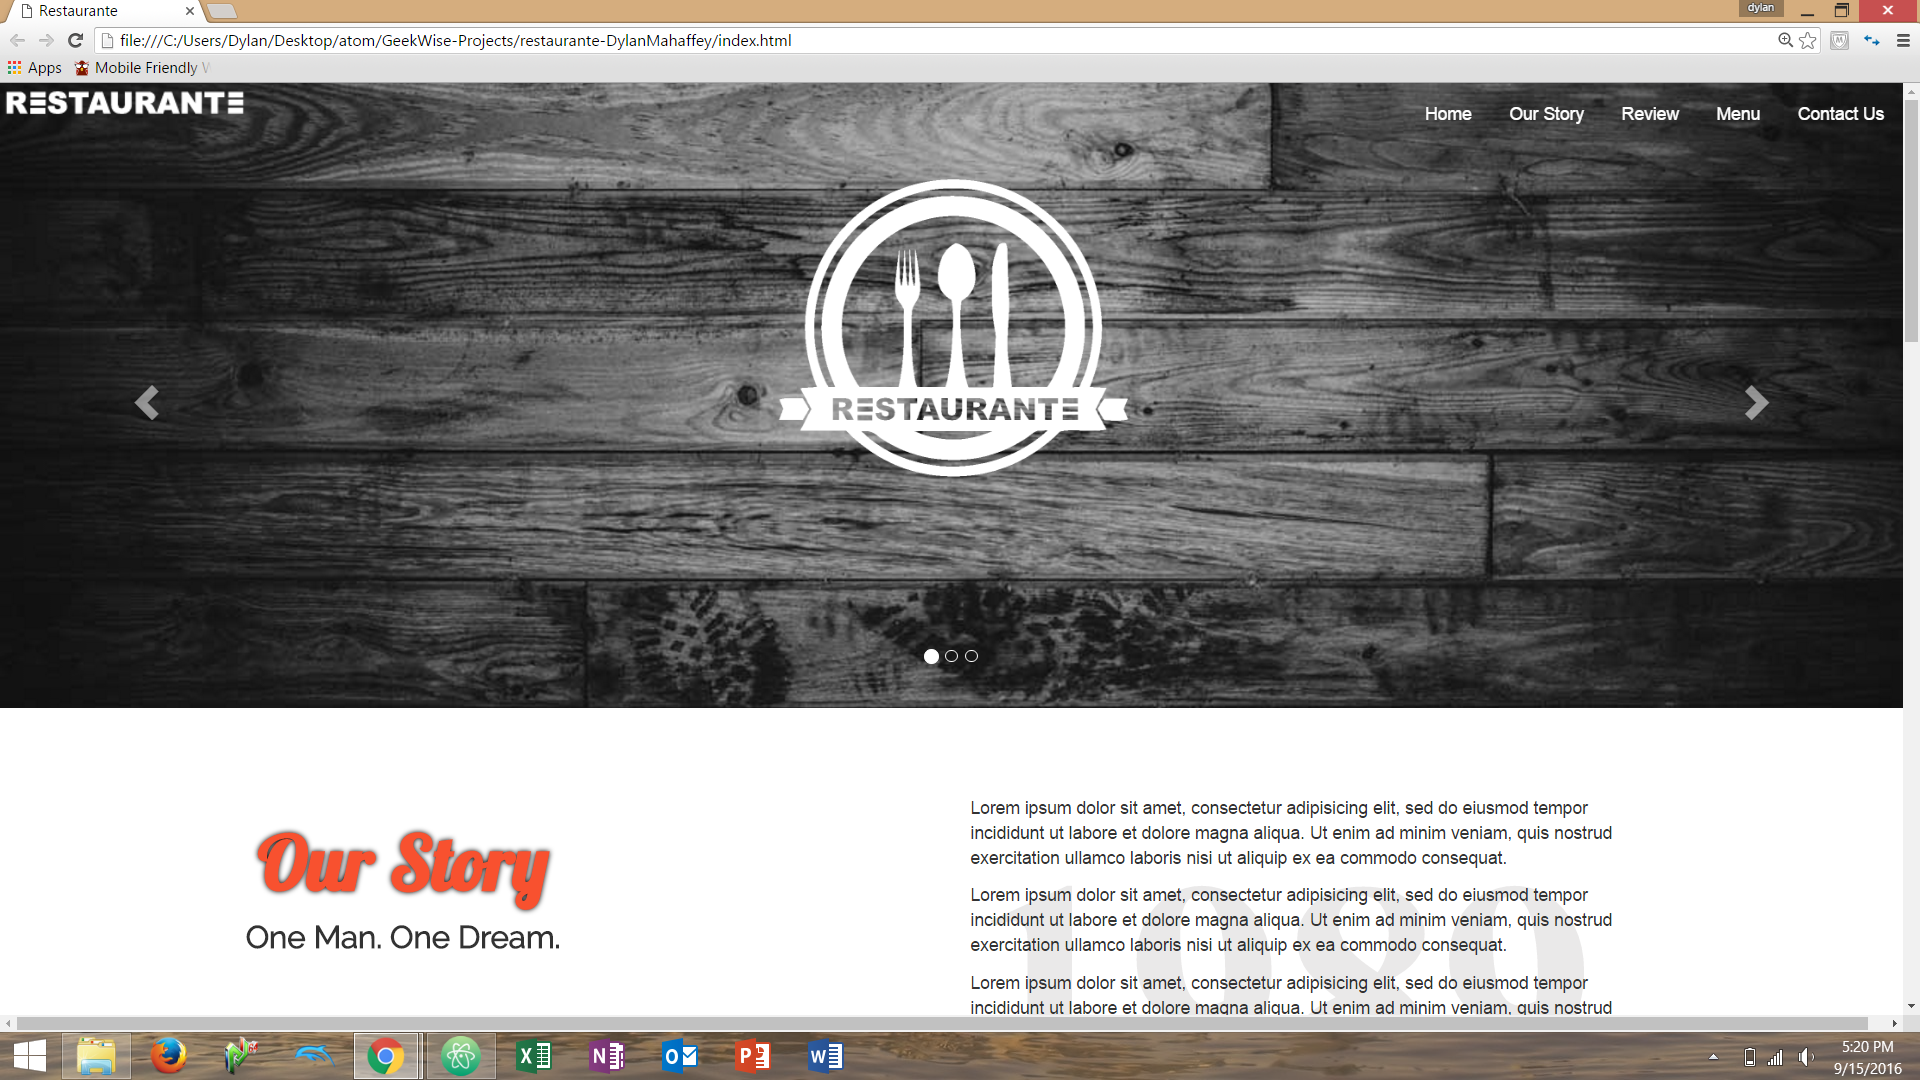 Restaurante
dylan
file:///C:/Users/Dylan/Desktop/atom/GeekWise-Projects/restaurante-DylanMahaffey/index.html
Apps
Mobile Friendly
RESTAURANTE
Home Our Story Review Menu Contact Us
RESTAURANTE
Our Story
One Man. One Dream.
Lorem ipsum dolor sit amet, consectetur adipisicing elit, sed do eiusmod tempor
incididunt ut labore et dolore magna aliqua. Ut enim ad minim veniam, quis nostrud
exercitation ullamco laboris nisi ut aliquip ex ea commodo consequat.
Lorem ipsum dolor sit amet, consectetur adipisicing elit, sed do eiusmod tempor
incididunt ut labore et dolore magna aliqua. Ut enim ad minim veniam, quis nostrud
exercitation ullamco laboris nisi ut aliquip ex ea commodo consequat.
Lorem ipsum dolor sit amet, consectetur adipisicing elit, sed do eiusmod tempor
incididunt ut labore et dolore magna aliqua. Ut enim ad minim veniam, quis nostrud
5:20 PM
9/15/2016